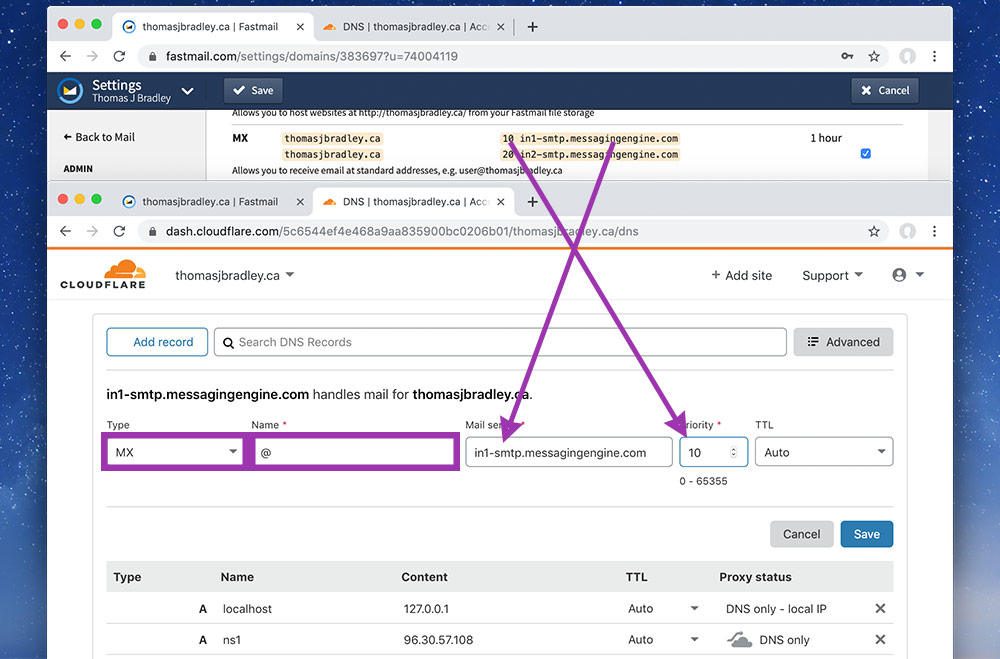 thomasjbradley.ca | Fastmail
DNS | thomasjbradley.ca | Acc
fastmail.com/settings/domains/383697?u=74004119
Settings
Thomas J Bradley
Save
Cancel
Allows you to host websites at http://thomasjbradley.ca/ from your Fastmail file storage
Back to Mail
MX thomasjbradley.ca 10 in1-smtp.messagingengine.com 1 hour
thomasjbradley.ca 20 in2-smtp.messagingengine.com
ADMIN
Allows you to receive email at standard addresses, e.g. user@thomasjbradley.ca
thomasjbradley.ca | Fastmail
DNS | thomasjbradley.ca | Acc
dash.cloudflare.com/5c6544ef4e468a9aa835900bc0206b01/thomasjbradley.ca/dns
CLOUDFLARE
thomasjbradley.ca
+ Add site
Support
Add record
Search DNS Records
Advanced
in1-smtp.messagingengine.com handles mail for thomasjbradley.ca.
Type Name * Mail * TTL
MX @ in1-smtp.messagingengine.com 10 Auto
0 - 65355
Cancel
Save
Type Name Content TTL Proxy status
A localhost 127.0.0.1 Auto DNS only - local IP
A ns1 96.30.57.108 Auto DNS only